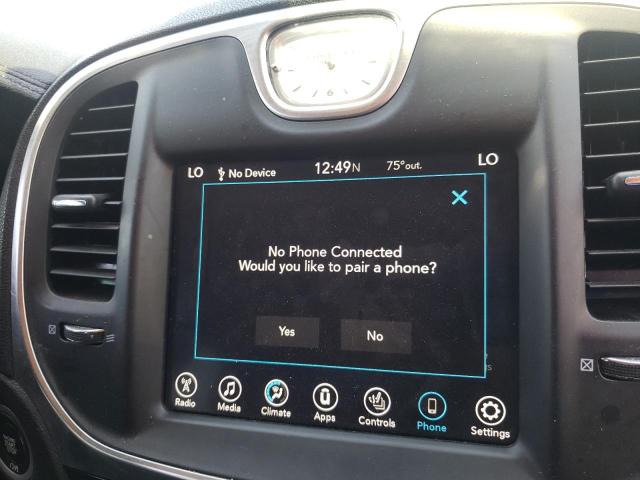 LO No Device 12:49N 75°out. LO
No Phone Connected
Would you like to pair a phone?
Yes No
Radio Media Climate Apps Controls Phone Settings